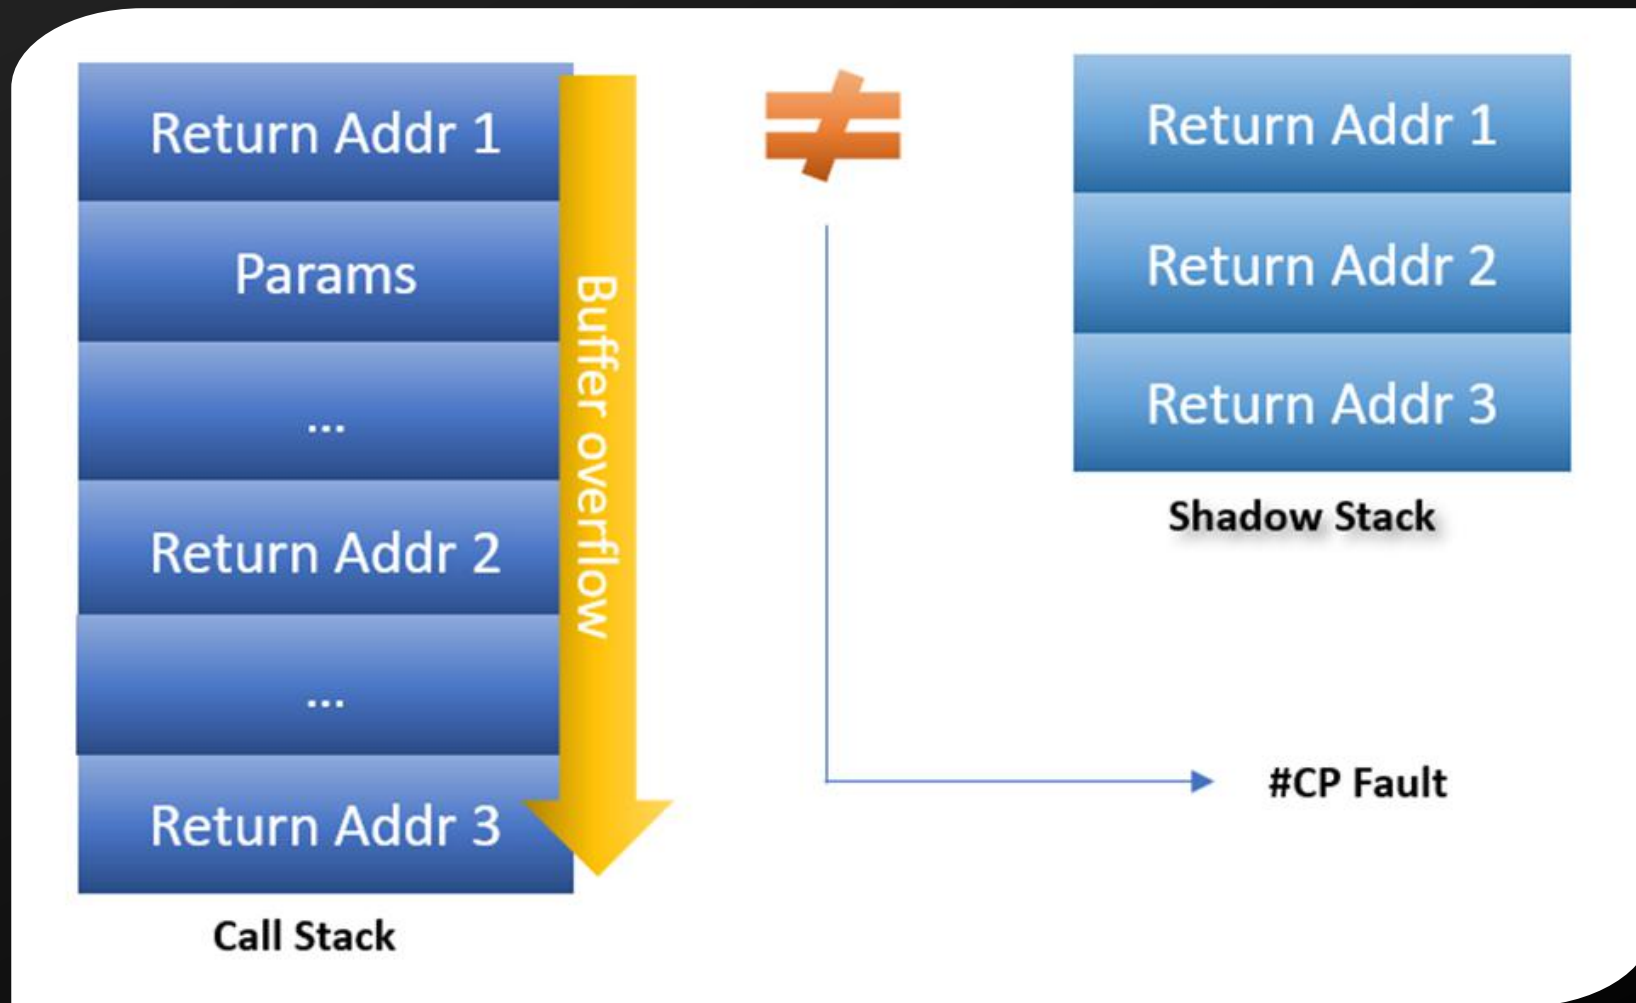 Return Addr 1
Params
...
Return Addr 2
...
Return Addr 3
Call Stack
Buffer overflow
≠
Return Addr 1
Return Addr 2
Return Addr 3
Shadow Stack
#CP Fault